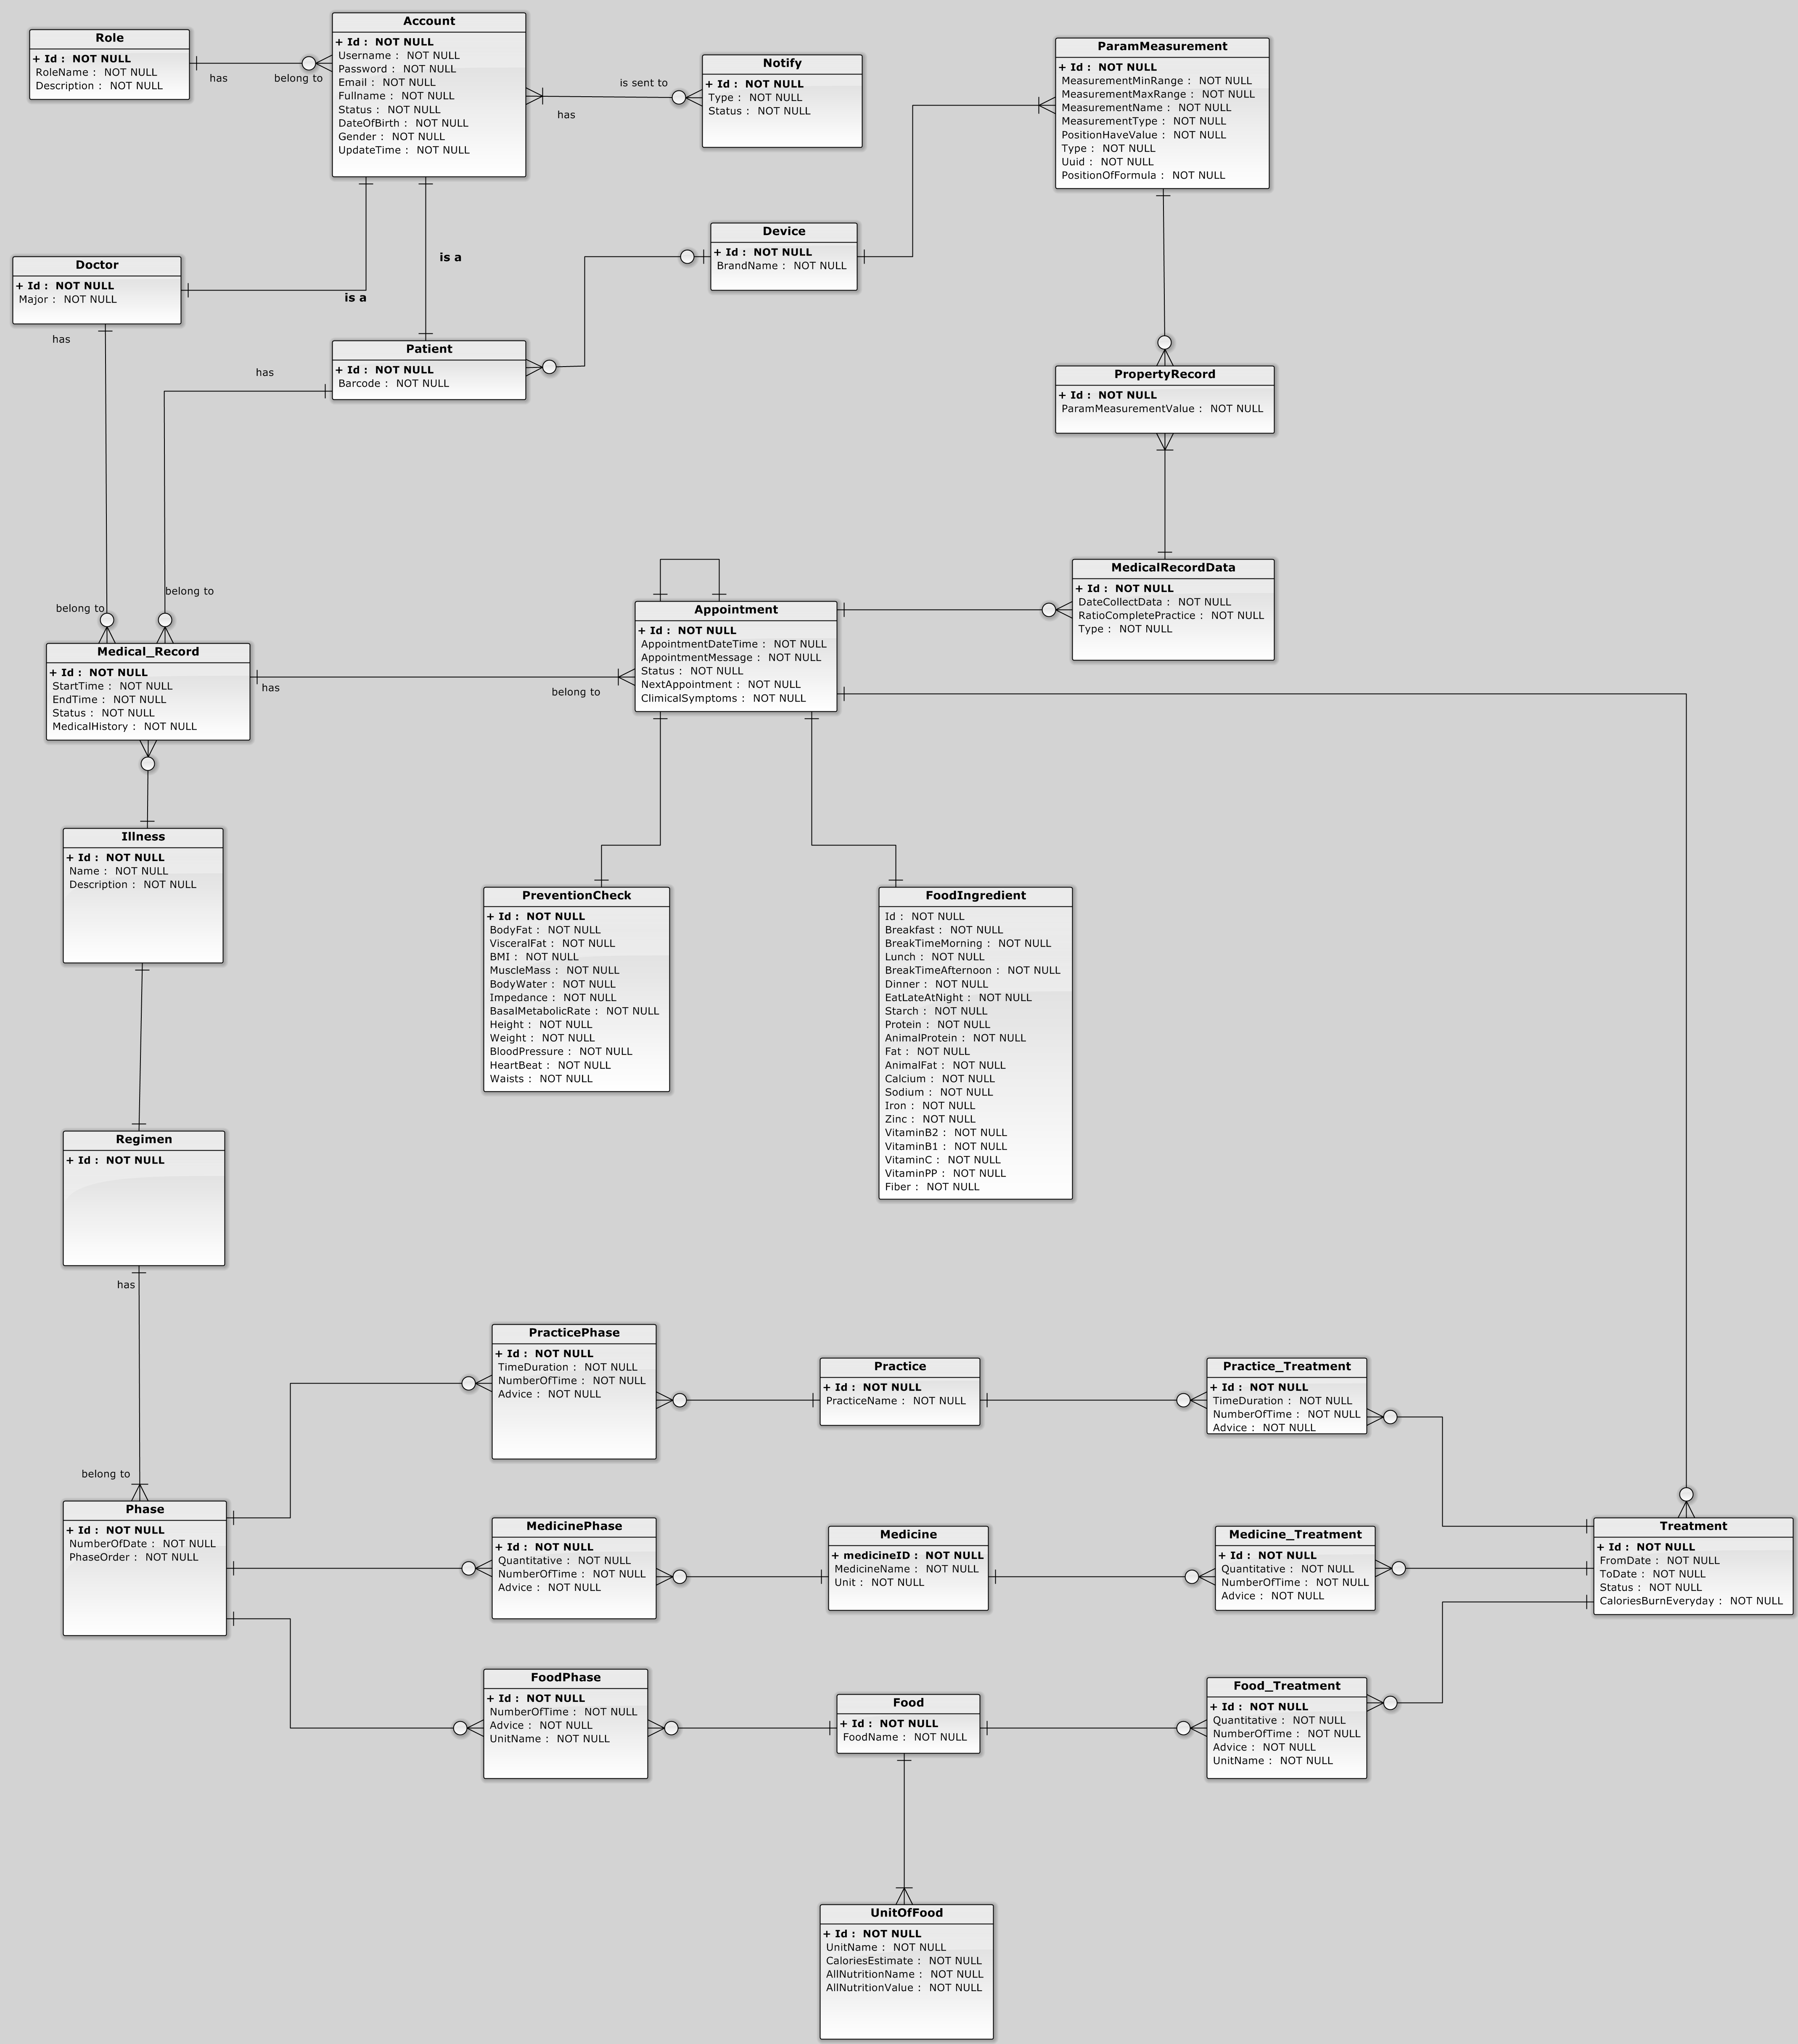 Role
+ Id : NOT NULL
RoleName : NOT NULL
Description : NOT NULL
has
belong to
Account
+ Id : NOT NULL
Username : NOT NULL
Password : NOT NULL
Email : NOT NULL
Fullname : NOT NULL
Status : NOT NULL
DateOfBirth : NOT NULL
Gender : NOT NULL
UpdateTime : NOT NULL
is sent to
has
Notify
+ Id : NOT NULL
Type : NOT NULL
Status : NOT NULL
ParamMeasurement
+ Id : NOT NULL
MeasurementMinRange : NOT NULL
MeasurementMaxRange : NOT NULL
MeasurementName : NOT NULL
MeasurementType : NOT NULL
PositionHaveValue : NOT NULL
Type : NOT NULL
Uuid : NOT NULL
PositionOfFormula : NOT NULL
Device
+ Id : NOT NULL
BrandName : NOT NULL
Doctor
+ Id : NOT NULL
Major : NOT NULL
is a
is a
has
has
Patient
+ Id : NOT NULL
Barcode : NOT NULL
PropertyRecord
+ Id : NOT NULL
ParamMeasurementValue : NOT NULL
belong to
belong to
MedicalRecordData
+ Id : NOT NULL
DateCollectData : NOT NULL
RatioCompletePractice : NOT NULL
Type : NOT NULL
Medical_Record
+ Id : NOT NULL
StartTime : NOT NULL
EndTime : NOT NULL
Status : NOT NULL
MedicalHistory : NOT NULL
has
belong to
Appointment
+ Id : NOT NULL
AppointmentDateTime : NOT NULL
AppointmentMessage : NOT NULL
Status : NOT NULL
NextAppointment : NOT NULL
ClimicalSymptoms : NOT NULL
Illness
+ Id : NOT NULL
Name : NOT NULL
Description : NOT NULL
PreventionCheck
+ Id : NOT NULL
BodyFat : NOT NULL
VisceralFat : NOT NULL
BMI : NOT NULL
MuscleMass : NOT NULL
BodyWater : NOT NULL
Impedance : NOT NULL
BasalMetabolicRate : NOT NULL
Height : NOT NULL
Weight : NOT NULL
BloodPressure : NOT NULL
HeartBeat : NOT NULL
Waists : NOT NULL
FoodIngredient
Id : NOT NULL
Breakfast : NOT NULL
BreakTimeMorning : NOT NULL
Lunch : NOT NULL
BreakTimeAfternoon : NOT NULL
Dinner : NOT NULL
EatLateAtNight : NOT NULL
Starch : NOT NULL
Protein : NOT NULL
AnimalProtein : NOT NULL
Fat : NOT NULL
AnimalFat : NOT NULL
Calcium : NOT NULL
Sodium : NOT NULL
Iron : NOT NULL
Zinc : NOT NULL
VitaminB2 : NOT NULL
VitaminB1 : NOT NULL
VitaminC : NOT NULL
VitaminPP : NOT NULL
Fiber : NOT NULL
Regimen
+ Id : NOT NULL
has
belong to
PracticePhase
+ Id : NOT NULL
TimeDuration : NOT NULL
NumberOfTime : NOT NULL
Advice : NOT NULL
Practice
+ Id : NOT NULL
PracticeName : NOT NULL
Practice_Treatment
+ Id : NOT NULL
TimeDuration : NOT NULL
NumberOfTime : NOT NULL
Advice : NOT NULL
Phase
+ Id : NOT NULL
NumberOfDate : NOT NULL
PhaseOrder : NOT NULL
MedicinePhase
+ Id : NOT NULL
Quantitative : NOT NULL
NumberOfTime : NOT NULL
Advice : NOT NULL
Medicine
+ medicineID : NOT NULL
MedicineName : NOT NULL
Unit : NOT NULL
Medicine_Treatment
+ Id : NOT NULL
Quantitative : NOT NULL
NumberOfTime : NOT NULL
Advice : NOT NULL
Treatment
+ Id : NOT NULL
FromDate : NOT NULL
ToDate : NOT NULL
Status : NOT NULL
CaloriesBurnEveryday : NOT NULL
FoodPhase
+ Id : NOT NULL
NumberOfTime : NOT NULL
Advice : NOT NULL
UnitName : NOT NULL
Food
+ Id : NOT NULL
FoodName : NOT NULL
Food_Treatment
+ Id : NOT NULL
Quantitative : NOT NULL
NumberOfTime : NOT NULL
Advice : NOT NULL
UnitName : NOT NULL
UnitOfFood
+ Id : NOT NULL
UnitName : NOT NULL
CaloriesEstimate : NOT NULL
AllNutritionName : NOT NULL
AllNutritionValue : NOT NULL